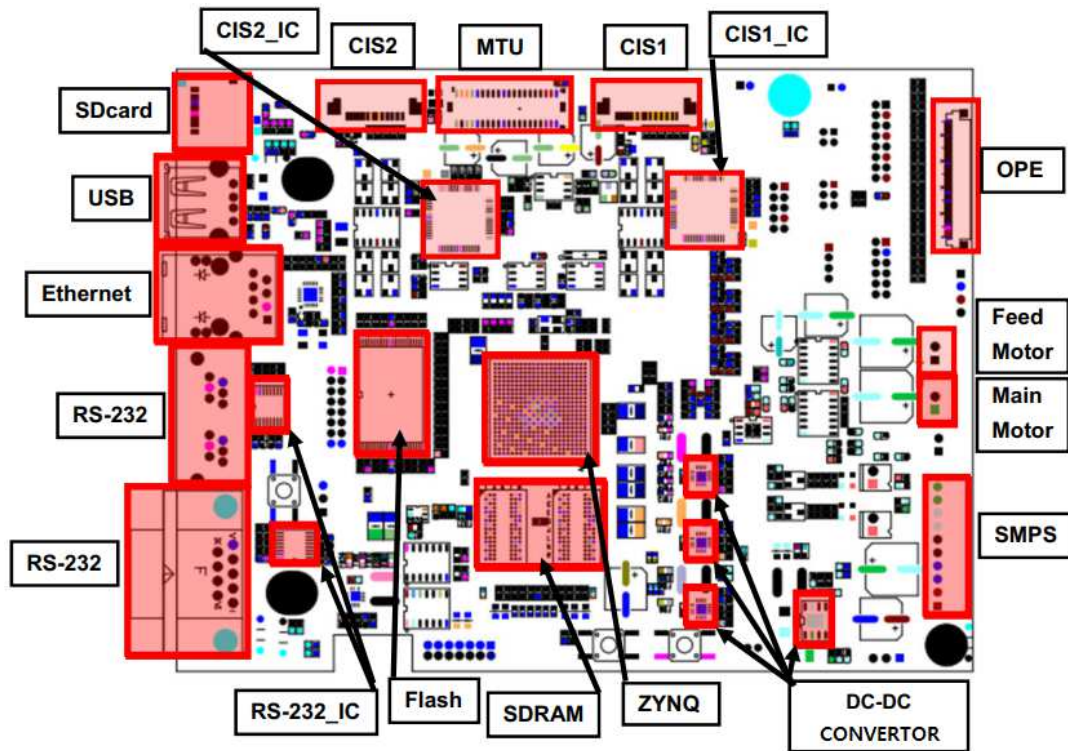 CIS2_IC
CIS2
MTU
CIS1
CIS1_IC
SDcard
OPE
USB
Ethernet
Feed
Motor
RS-232
Main
Motor
RS-232
SMPS
RS-232_IC
Flash
SDRAM
ZYNQ
DC-DC
CONVERTOR